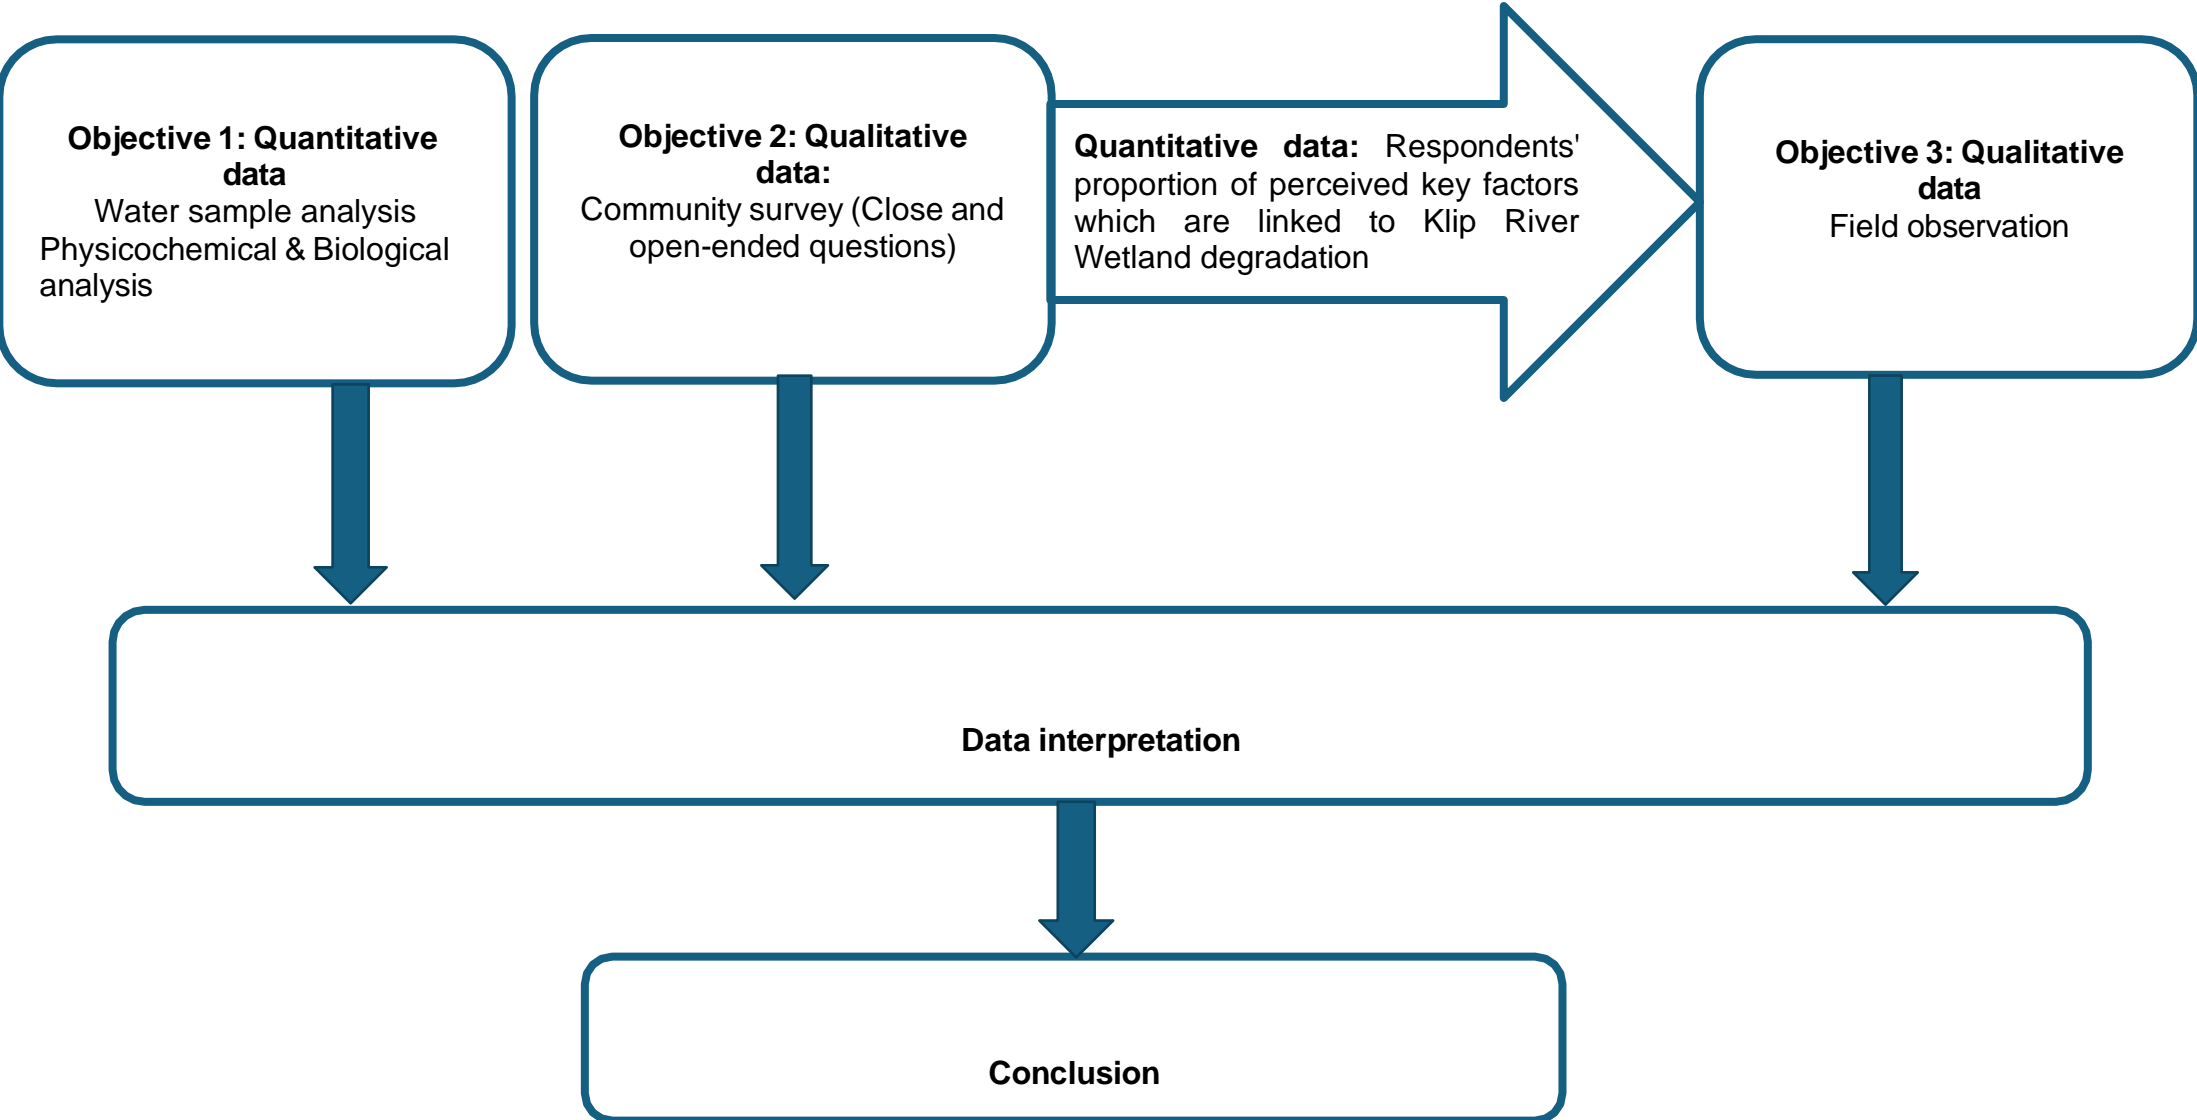 Objective 1: Quantitative
data
Water sample analysis
Physicochemical & Biological
analysis
Objective 2: Qualitative
data:
Community survey (Close and
open-ended questions)
Quantitative data: Respondents'
proportion of perceived key factors
which are linked to Klip River
Wetland degradation
Objective 3: Qualitative
data
Field observation
Data interpretation
Conclusion